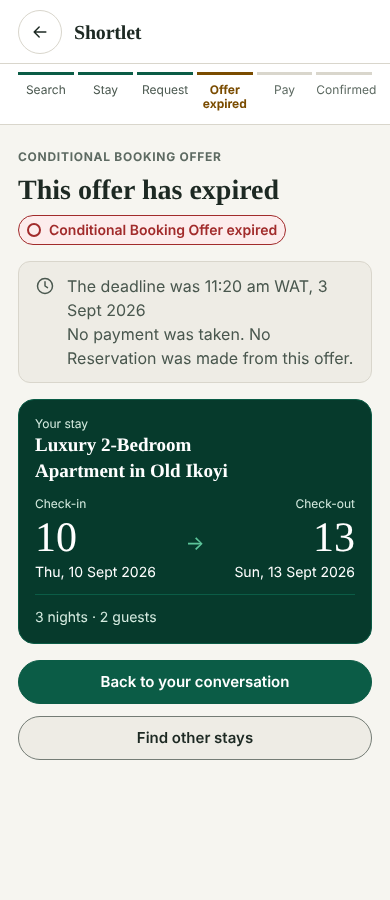 Shortlet
Search
Stay
Request
Offer
expired
Pay
Confirmed
CONDITIONAL BOOKING OFFER
This offer has expired
Conditional Booking Offer expired
The deadline was 11:20 am WAT, 3
Sept 2026
No payment was taken. No
Reservation was made from this offer.
Your stay
Luxury 2-Bedroom
Apartment in Old Ikoyi
Check-in
Check-out
10
→
13
Thu, 10 Sept 2026
Sun, 13 Sept 2026
3 nights · 2 guests
Back to your conversation
Find other stays